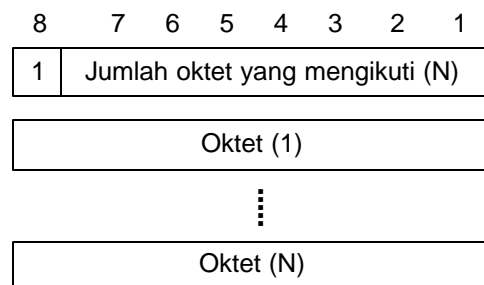 8 7 6 5 4 3 2 1
1 Jumlah oktet yang mengikuti (N)
Oktet (1)
Oktet (N)